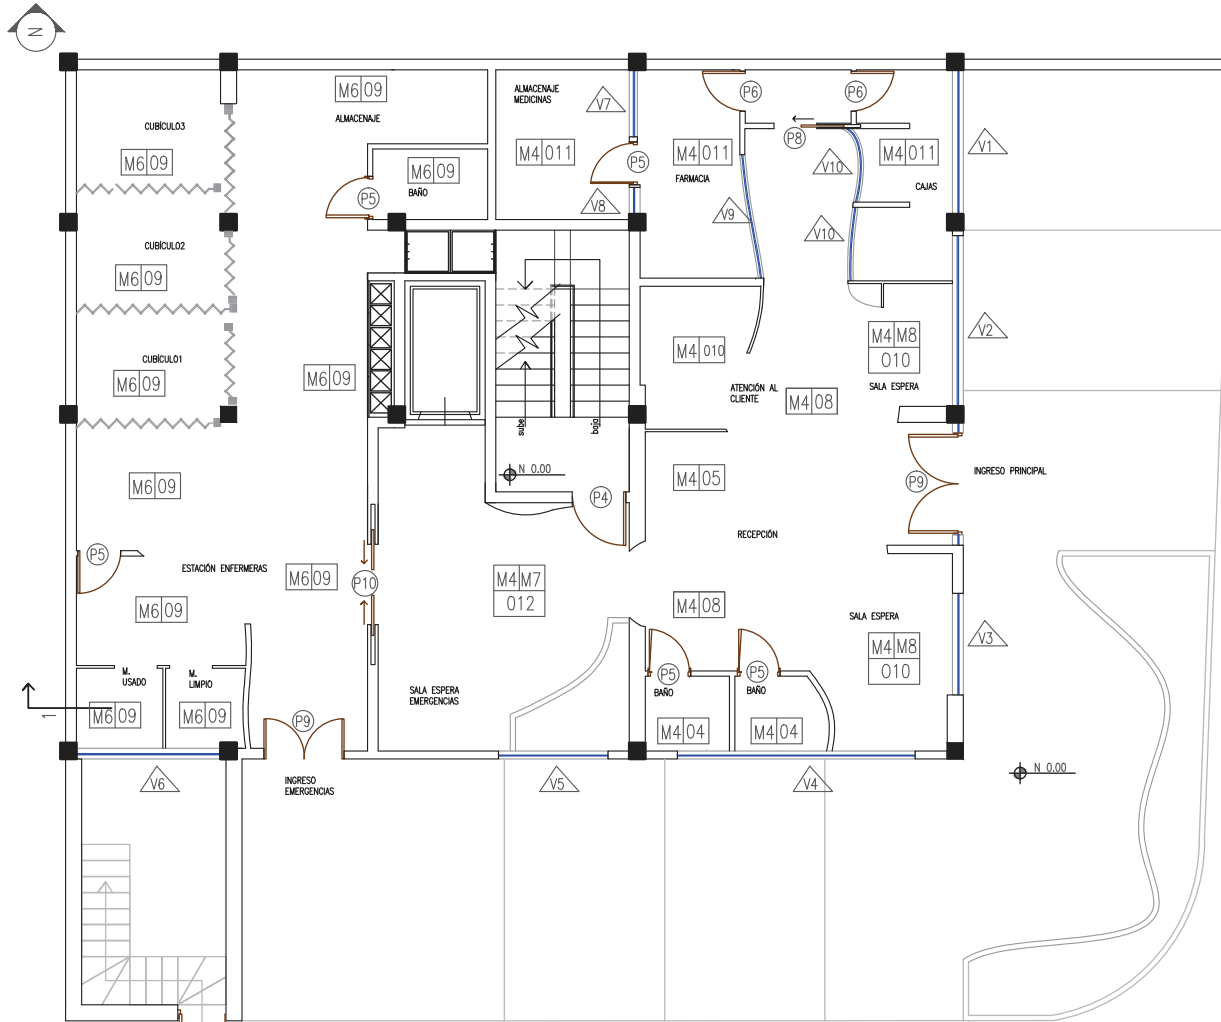 N
M6 09
ALMACENAJE
ALMACENAJE
MEDICINAS
V7
P6
P6
CUBÍCULO3
M6 09
M6 09
BAÑO
M4 011
P5
M4 011
FARMACIA
P8
V10
M4 011
CAJAS
V1
P5
V8
V9
V10
CUBÍCULO2
M6 09
CUBÍCULO1
M6 09
M6 09
M4 010
M4 M8
010
SALA ESPERA
V2
ATENCIÓN AL
CLIENTE
M4 08
sube
baja
N 0.00
M6 09
M4 05
P4
P9
INGRESO PRINCIPAL
RECEPCIÓN
P5
ESTACIÓN ENFERMERAS
M6 09
P10
M4 M7
012
M6 09
M4 08
SALA ESPERA
M4 M8
010
V3
M.
USADO
M.
LIMPIO
M6 09
M6 09
1
SALA ESPERA
EMERGENCIAS
P5
BAÑO
P5
BAÑO
M4 04
M4 04
P9
V6
INGRESO
EMERGENCIAS
V5
V4
N 0.00